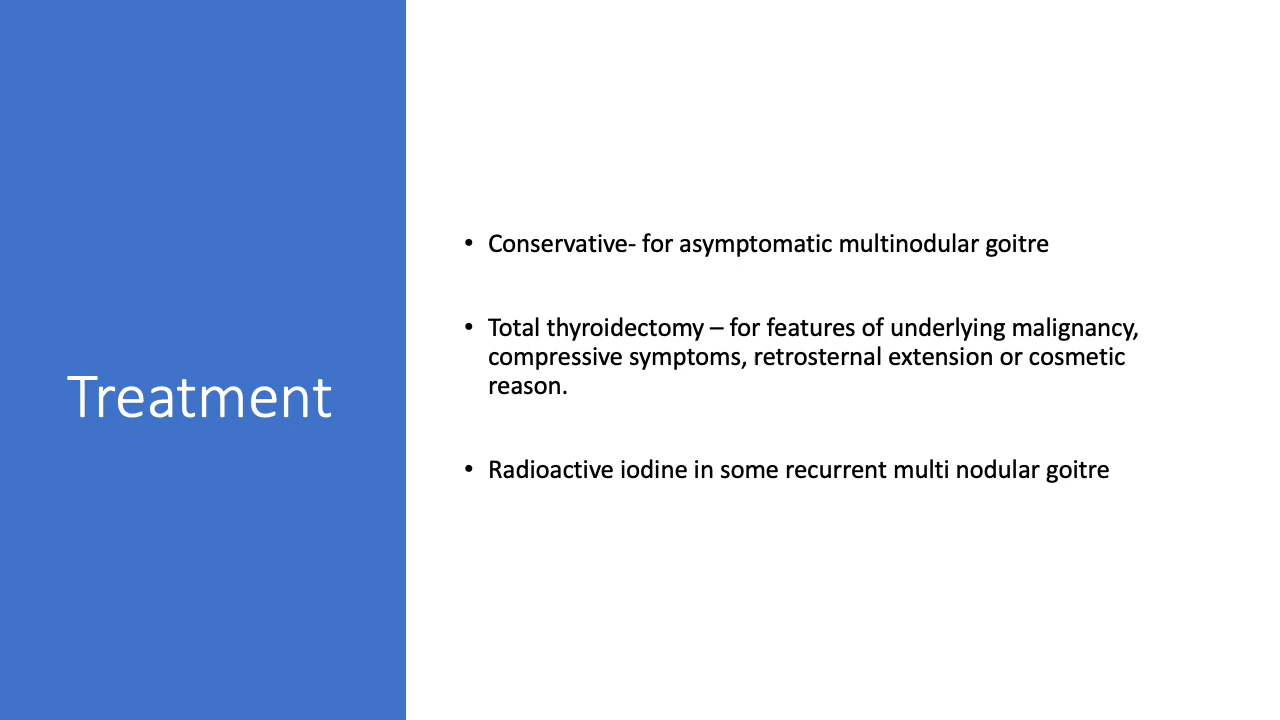 Treatment
• Conservative- for asymptomatic multinodular goitre
• Total thyroidectomy – for features of underlying malignancy,
compressive symptoms, retrosternal extension or cosmetic
reason.
• Radioactive iodine in some recurrent multi nodular goitre